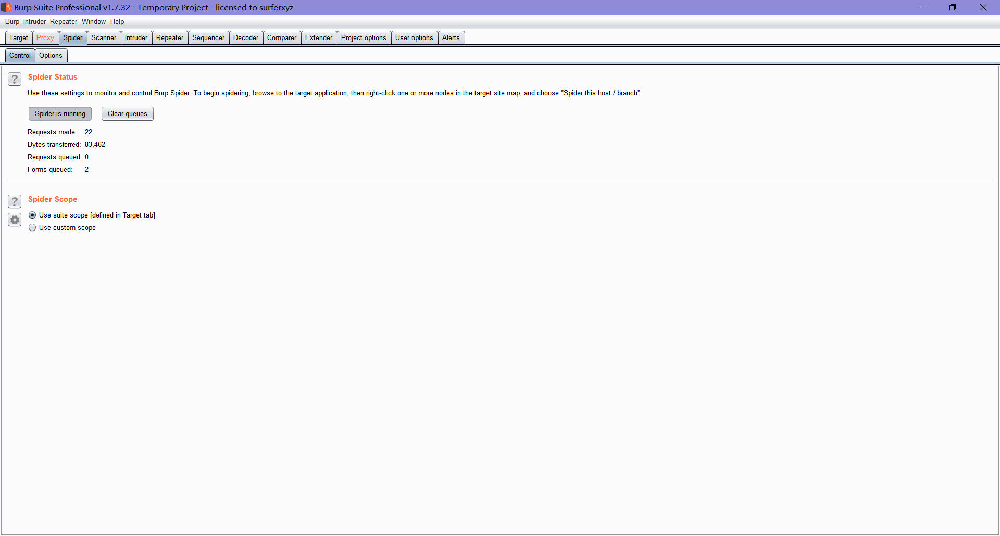 Burp Suite Professional v1.7.32 - Temporary Project - licensed to surferxyz
Burp Intruder Repeater Window Help
Target Proxy Spider Scanner Intruder Repeater Sequencer Decoder Comparer Extender Project options User options Alerts
Control Options
? Spider Status
Use these settings to monitor and control Burp Spider. To begin spidering, browse to the target application, then right-click one or more nodes in the target site map, and choose "Spider this host / branch".
Spider is running Clear queues
Requests made: 22
Bytes transferred: 83,462
Requests queued: 0
Forms queued: 2
? Spider Scope
Use suite scope [defined in Target tab]
Use custom scope